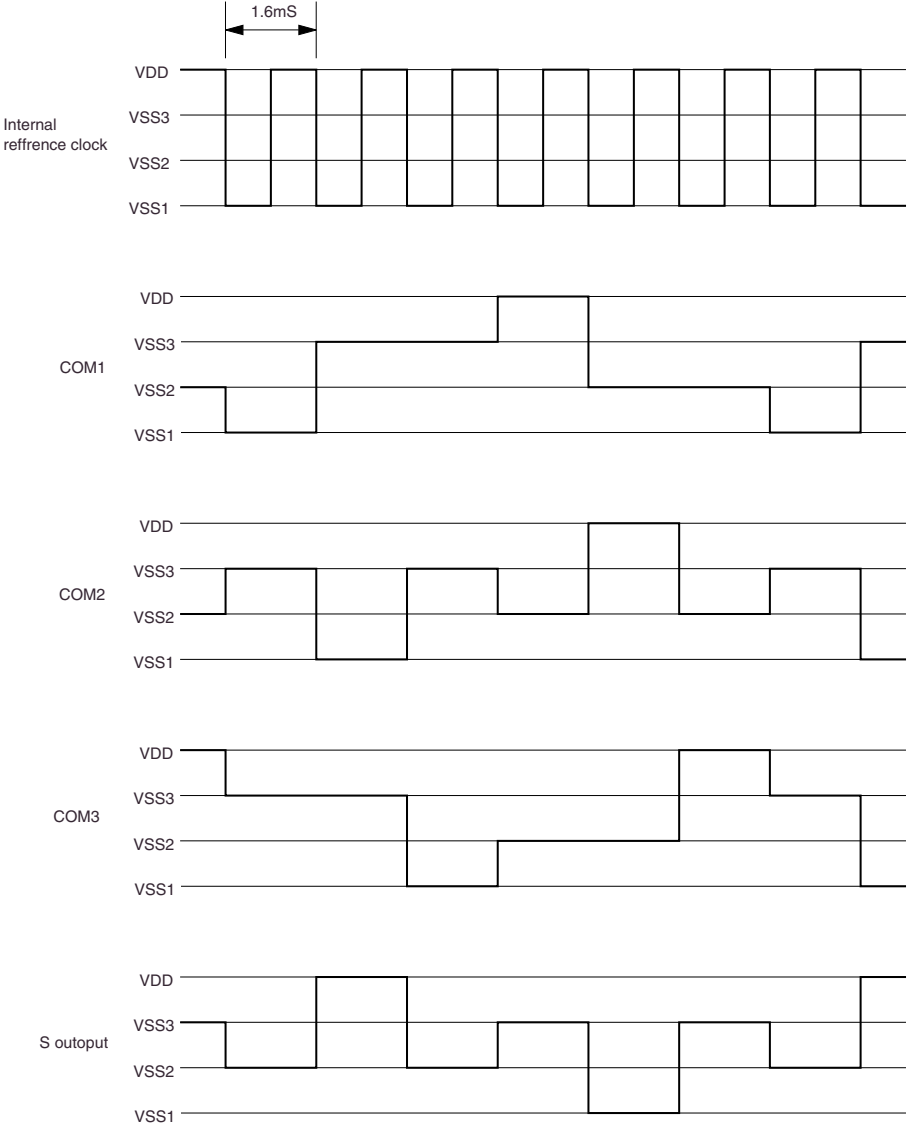 1.6mS
VDD
VSS3
Internal
reffrence clock
VSS2
VSS1
VDD
VSS3
COM1
VSS2
VSS1
VDD
VSS3
COM2
VSS2
VSS1
VDD
VSS3
COM3
VSS2
VSS1
VDD
VSS3
S outoput
VSS2
VSS1